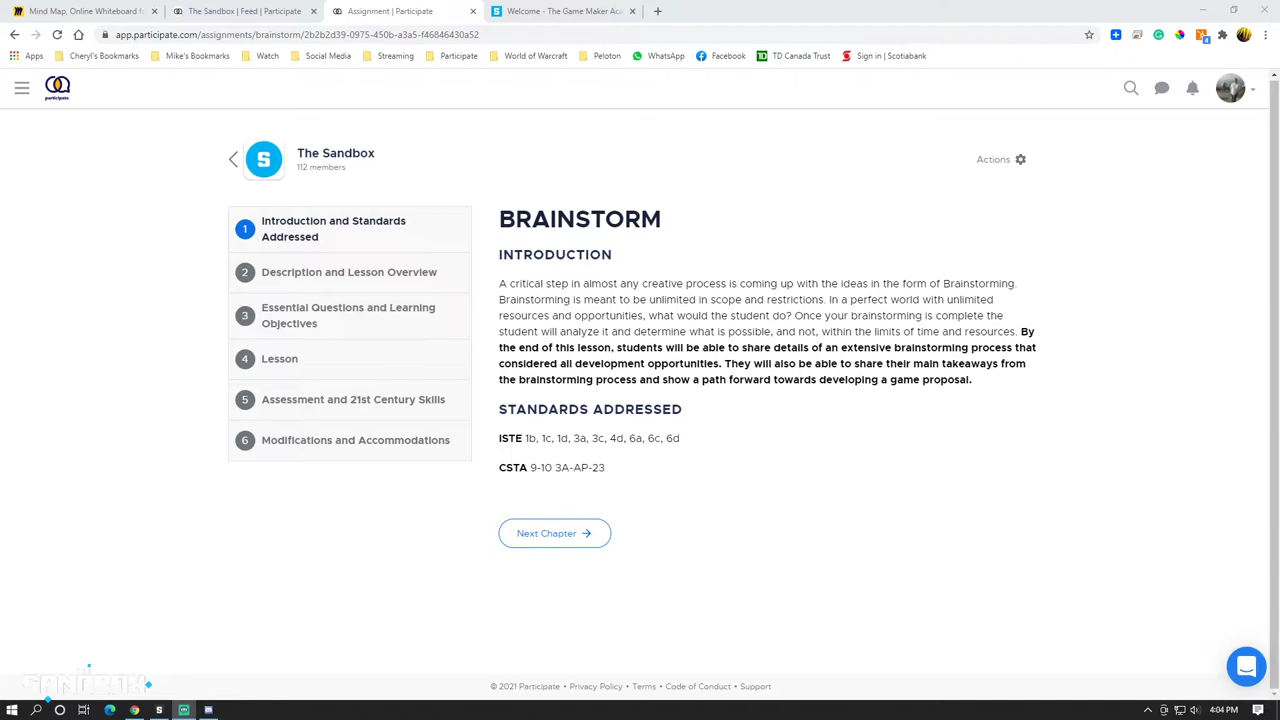 Mind Map, Online Whiteboard f
The Sandbox | Feed | Participate
Assignment | Participate
Welcome - The Game Maker Aca
app.participate.com/assignments/brainstorm/2b2b2d39-0975-450b-a3a5-f46846430a52
4
Apps
Cheryl's Bookmarks
Mike's Bookmarks
Watch
Social Media
Streaming
Participate
World of Warcraft
Peloton
WhatsApp
Facebook
TD Canada Trust
Sign in | Scotiabank
participate
S
The Sandbox
112 members
Actions
1 Introduction and Standards
Addressed
2 Description and Lesson Overview
3 Essential Questions and Learning
Objectives
4 Lesson
5 Assessment and 21st Century Skills
6 Modifications and Accommodations
BRAINSTORM
INTRODUCTION
A critical step in almost any creative process is coming up with the ideas in the form of Brainstorming.
Brainstorming is meant to be unlimited in scope and restrictions. In a perfect world with unlimited
resources and opportunities, what would the student do? Once your brainstorming is complete the
student will analyze it and determine what is possible, and not, within the limits of time and resources. By
the end of this lesson, students will be able to share details of an extensive brainstorming process that
considered all development opportunities. They will also be able to share their main takeaways from
the brainstorming process and show a path forward towards developing a game proposal.
STANDARDS ADDRESSED
ISTE 1b, 1c, 1d, 3a, 3c, 4d, 6a, 6c, 6d
CSTA 9-10 3A-AP-23
Next Chapter
THE
SANDBOX
© 2021 Participate • Privacy Policy • Terms • Code of Conduct • Support
4:04 PM